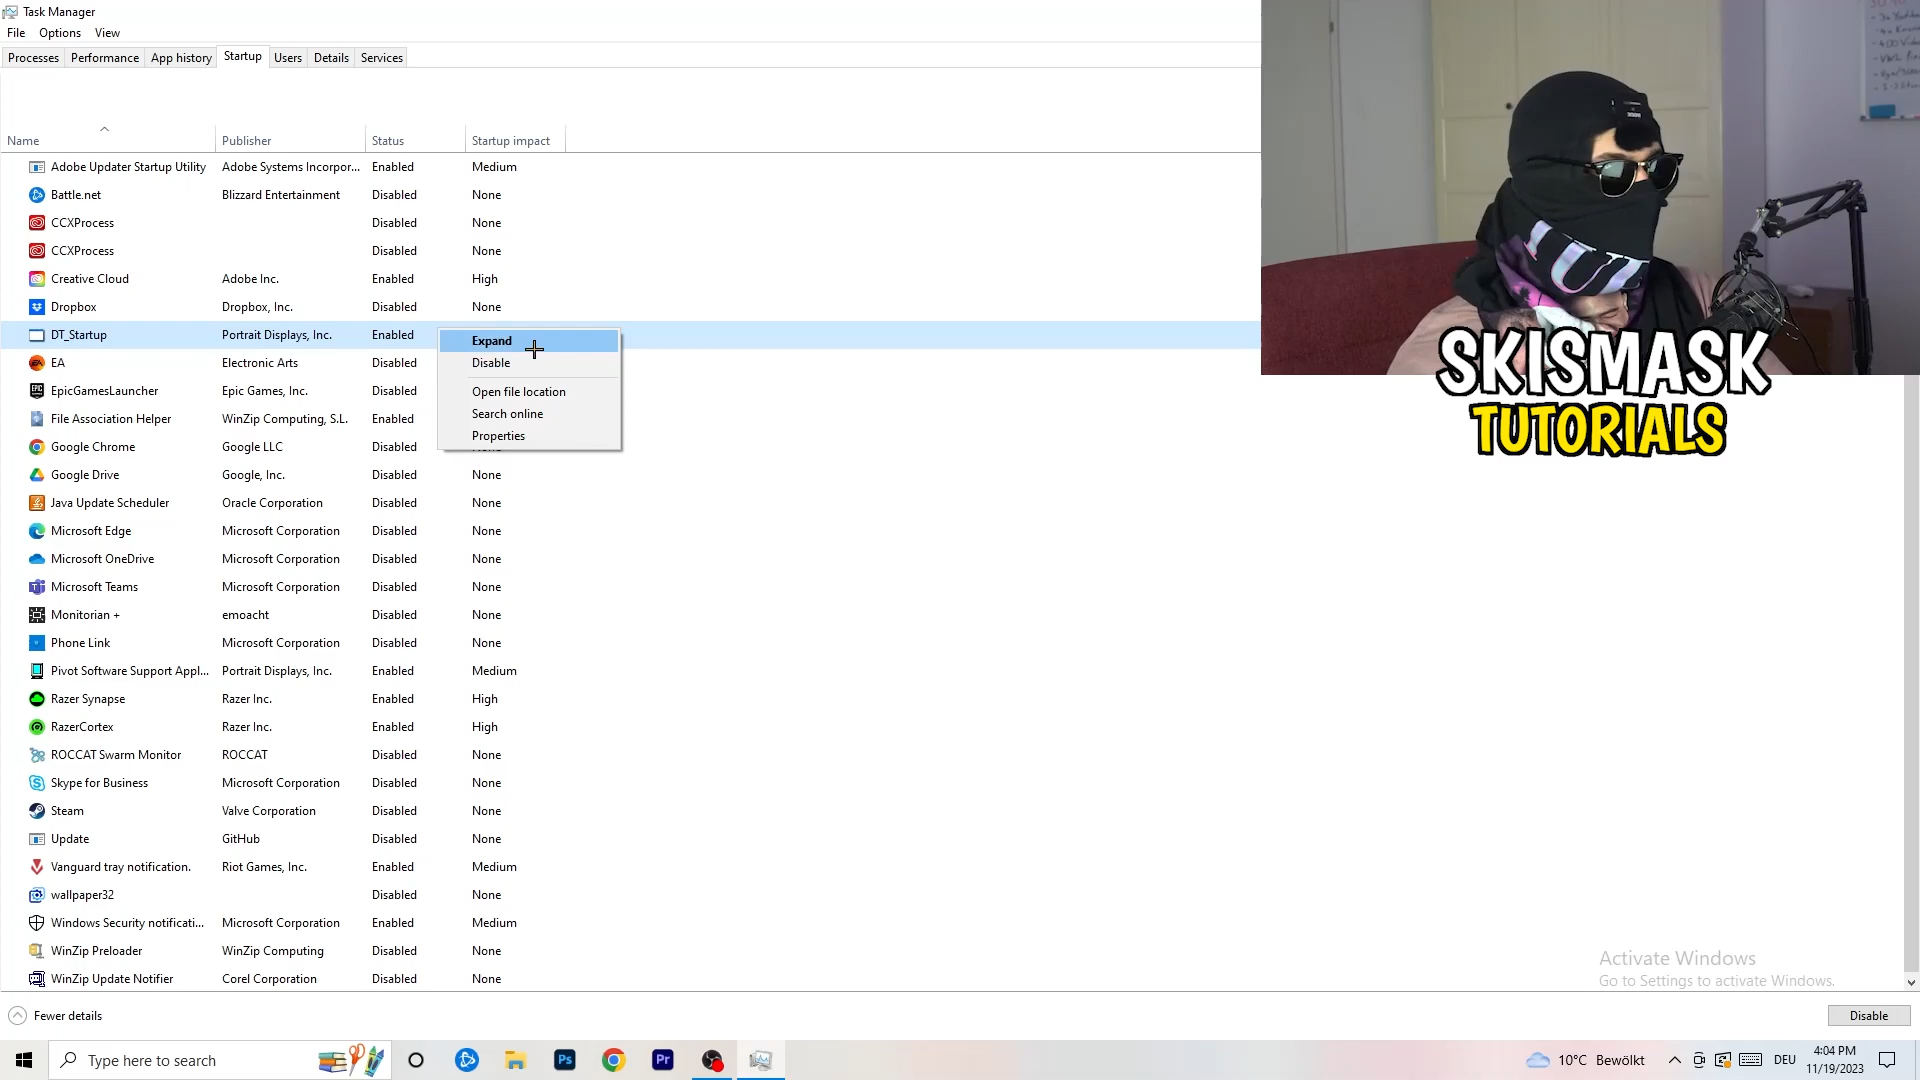 Task Manager
File Options View
Processes Performance App history Startup Users Details Services
Name Publisher Status Startup impact
Adobe Updater Startup Utility Adobe Systems Incorpor... Enabled Medium
Battle.net Blizzard Entertainment Disabled None
CCXProcess Disabled None
CCXProcess Disabled None
Creative Cloud Adobe Inc. Enabled High
Dropbox Dropbox, Inc. Disabled None
DT_Startup Portrait Displays, Inc. Enabled
EA Electronic Arts Disabled
EpicGamesLauncher Epic Games, Inc. Disabled
File Association Helper WinZip Computing, S.L. Enabled
Google Chrome Google LLC Disabled
Google Drive Google, Inc. Disabled None
Java Update Scheduler Oracle Corporation Disabled None
Microsoft Edge Microsoft Corporation Disabled None
Microsoft OneDrive Microsoft Corporation Disabled None
Microsoft Teams Microsoft Corporation Disabled None
Monitorian + emoacht Disabled None
Phone Link Microsoft Corporation Disabled None
Pivot Software Support Appl... Portrait Displays, Inc. Enabled Medium
Razer Synapse Razer Inc. Enabled High
RazerCortex Razer Inc. Enabled High
ROCCAT Swarm Monitor ROCCAT Disabled None
Skype for Business Microsoft Corporation Disabled None
Steam Valve Corporation Disabled None
Update GitHub Disabled None
Vanguard tray notification. Riot Games, Inc. Enabled Medium
wallpaper32 Disabled None
Windows Security notificati... Microsoft Corporation Enabled Medium
WinZip Preloader WinZip Computing Disabled None
WinZip Update Notifier Corel Corporation Disabled None
Expand
Disable
Open file location
Search online
Properties
SKISMASK
TUTORIALS
Activate Windows
Go to Settings to activate Windows.
Fewer details
Disable
Type here to search
Ps
Pr
10°C Bewölkt
DEU
4:04 PM
11/19/2023